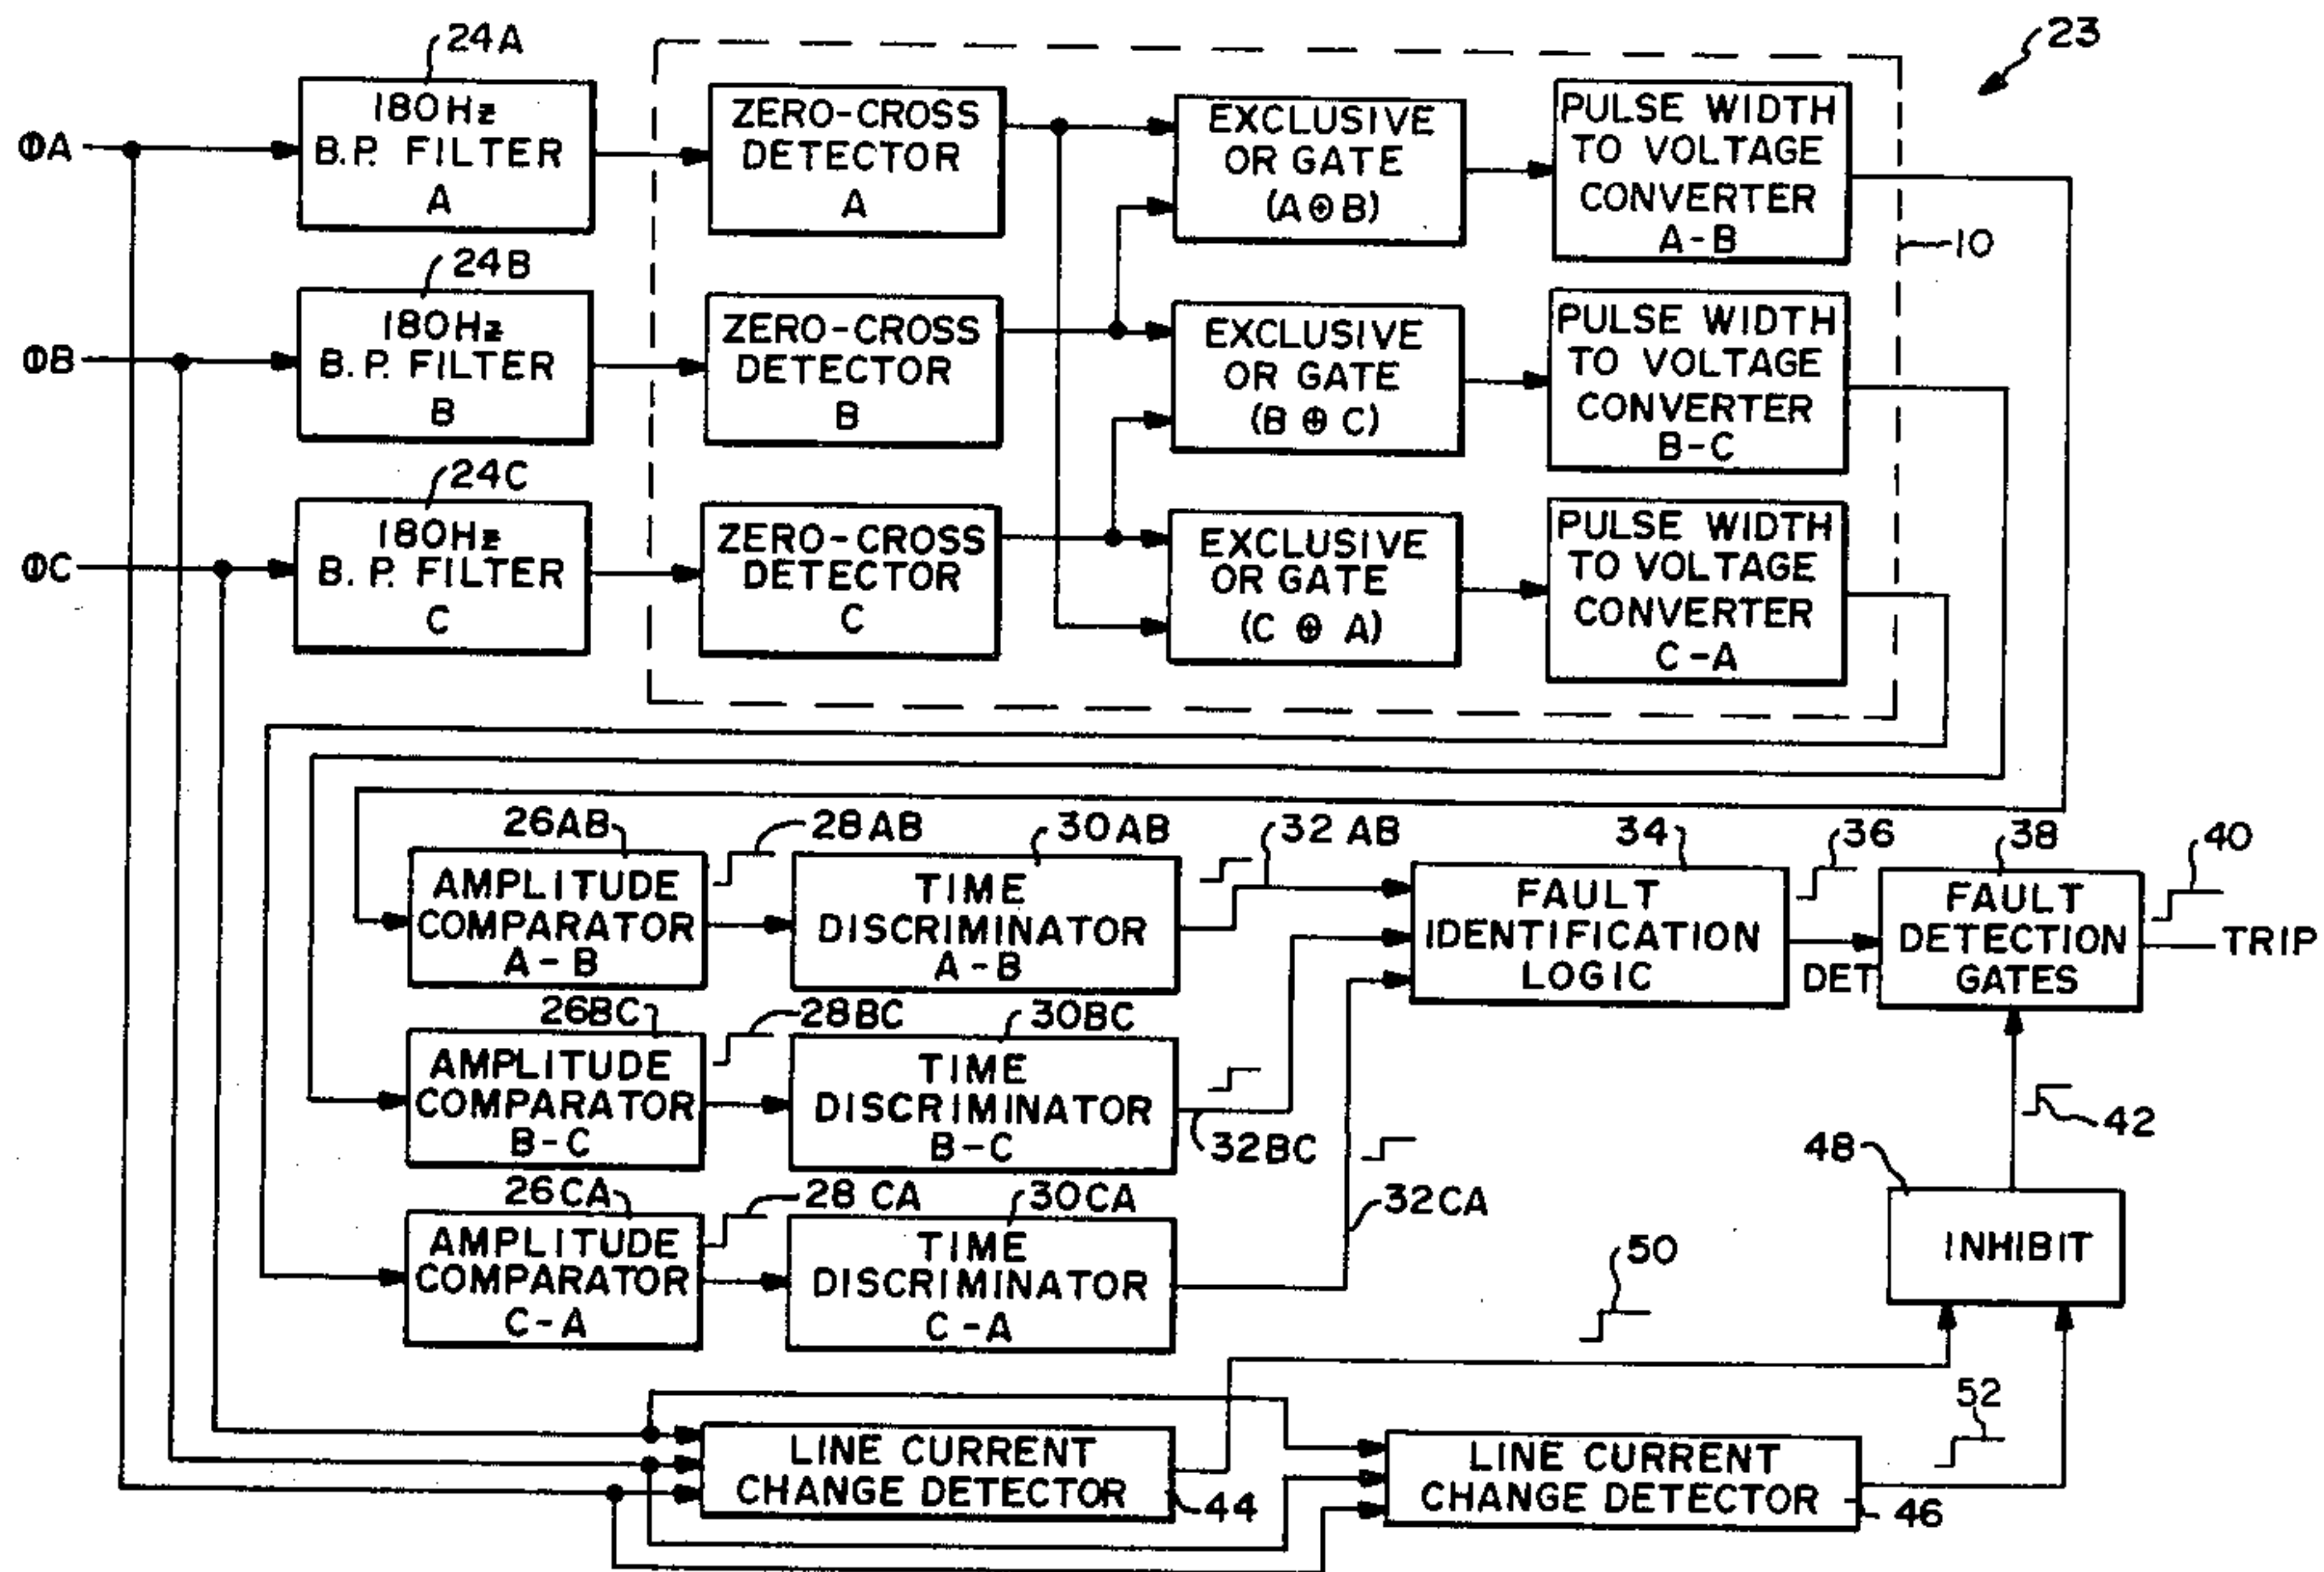 24A
23
ΦA
180Hz
B.P. FILTER
A
ZERO-CROSS
DETECTOR
A
EXCLUSIVE
OR GATE
(A⊕B)
PULSE WIDTH
TO VOLTAGE
CONVERTER
A-B
10
24B
ΦB
180Hz
B.P. FILTER
B
ZERO-CROSS
DETECTOR
B
EXCLUSIVE
OR GATE
(B ⊕ C)
PULSE WIDTH
TO VOLTAGE
CONVERTER
B-C
24C
ΦC
180Hz
B.P. FILTER
C
ZERO-CROSS
DETECTOR
C
EXCLUSIVE
OR GATE
(C ⊕ A)
PULSE WIDTH
TO VOLTAGE
CONVERTER
C-A
26AB
28AB
30AB
32AB
34
36
38
40
AMPLITUDE
COMPARATOR
A-B
TIME
DISCRIMINATOR
A-B
FAULT
IDENTIFICATION
LOGIC
DET
FAULT
DETECTION
GATES
TRIP
26BC
28BC
30BC
AMPLITUDE
COMPARATOR
B-C
TIME
DISCRIMINATOR
B-C
32BC
42
48
26CA
28CA
30CA
32CA
AMPLITUDE
COMPARATOR
C-A
TIME
DISCRIMINATOR
C-A
50
INHIBIT
52
LINE CURRENT
CHANGE DETECTOR
44
LINE CURRENT
CHANGE DETECTOR
46